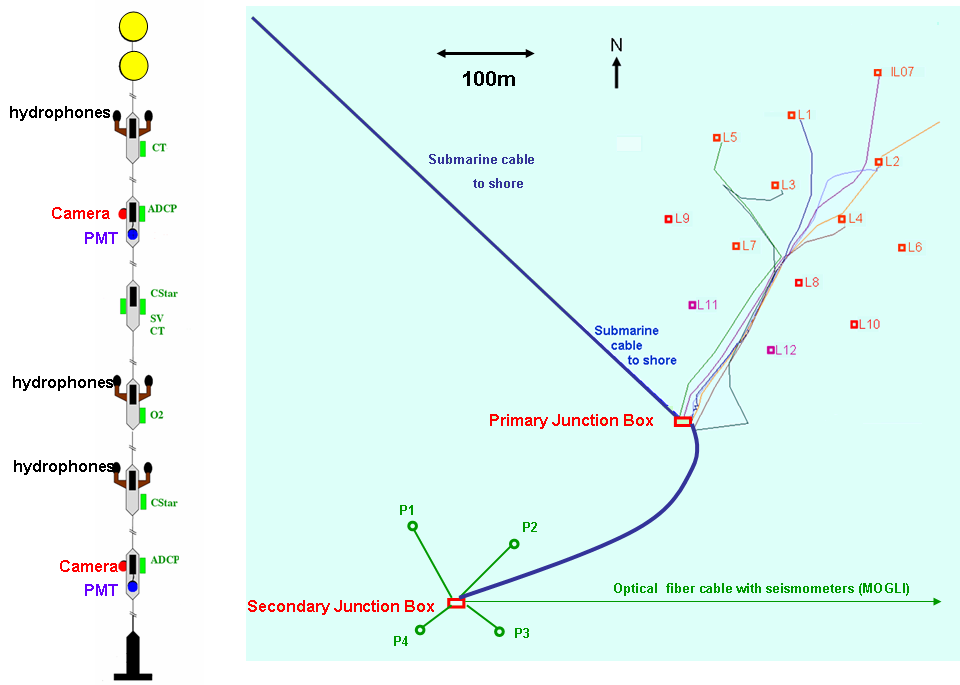 hydrophones
CT
Camera
ADCP
PMT
CStar
SV
CT
hydrophones
O2
hydrophones
CStar
Camera
ADCP
PMT
100m
N
Submarine cable
to shore
IL07
L1
L5
L2
L3
L9
L4
L7
L6
L8
L11
L10
L12
Submarine
cable
to shore
Primary Junction Box
P1
P2
Optical fiber cable with seismometers (MOGLI)
Secondary Junction Box
P4
P3